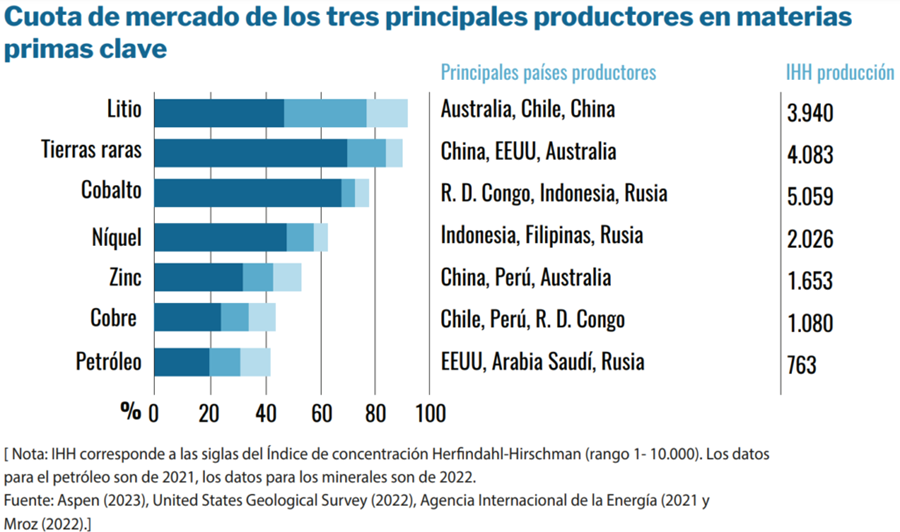 Cuota de mercado de los tres principales productores en materias
primas clave
Principales países productores IHH producción
Litio Australia, Chile, China 3.940
Tierras raras China, EEUU, Australia 4.083
Cobalto R. D. Congo, Indonesia, Rusia 5.059
Níquel Indonesia, Filipinas, Rusia 2.026
Zinc China, Perú, Australia 1.653
Cobre Chile, Perú, R. D. Congo 1.080
Petróleo EEUU, Arabia Saudí, Rusia 763
% 0 20 40 60 80 100
[ Nota: IHH corresponde a las siglas del Índice de concentración Herfindahl-Hirschman (rango 1- 10.000). Los datos
para el petróleo son de 2021, los datos para los minerales son de 2022.
Fuente: Aspen (2023), United States Geological Survey (2022), Agencia Internacional de la Energía (2021 y
Mroz (2022).]